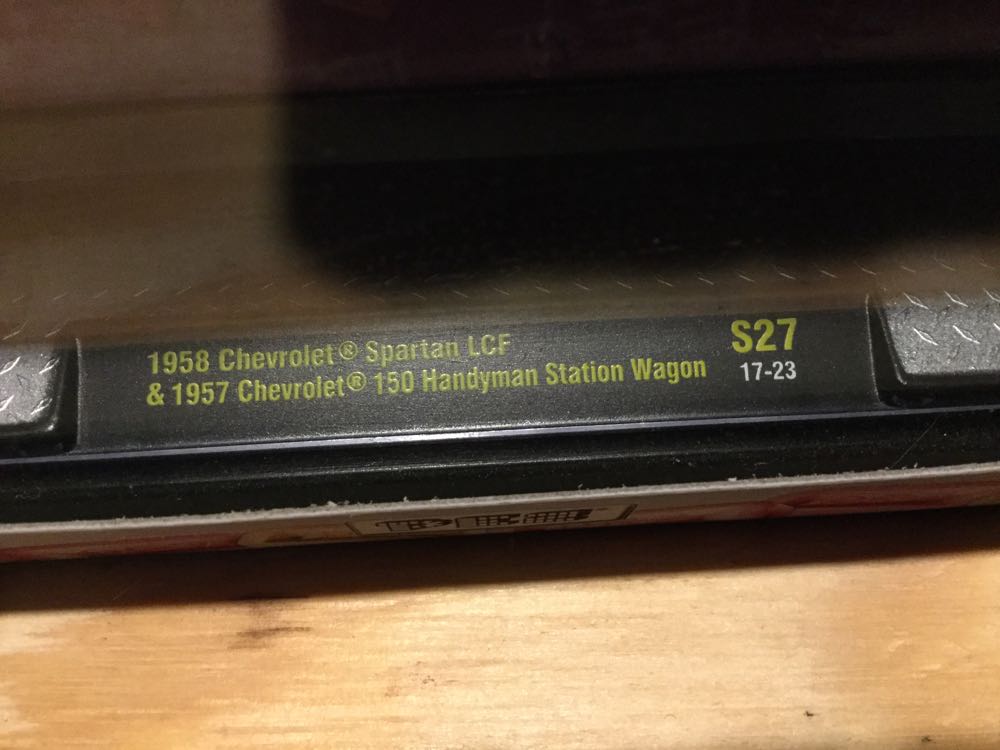 1958 Chevrolet® Spartan LCF
& 1957 Chevrolet® 150 Handyman Station Wagon
S27
17-23